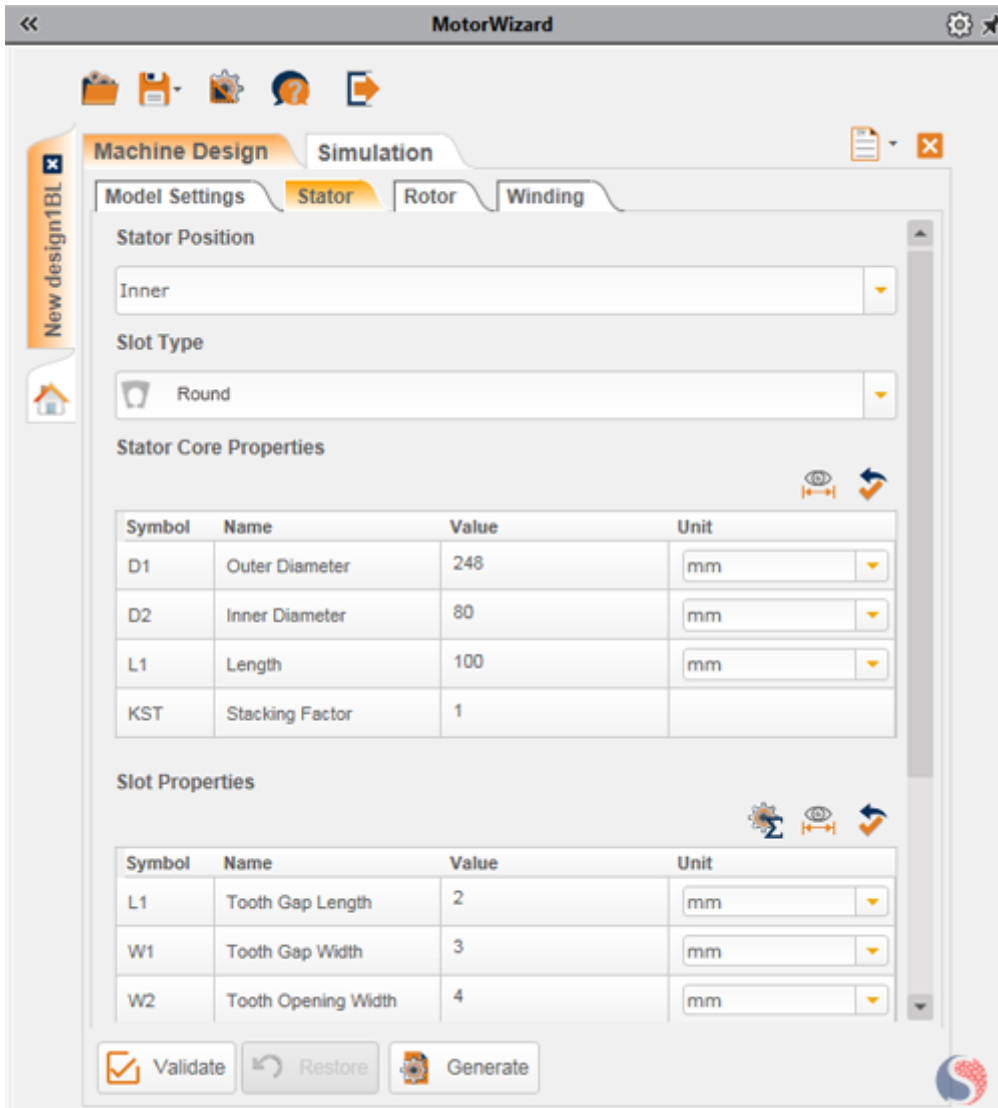 MotorWizard
New design1BL
Machine Design Simulation
Model Settings Stator Rotor Winding
Stator Position
Inner
Slot Type
Round
Stator Core Properties
Symbol Name Value Unit
D1 Outer Diameter 248 mm
D2 Inner Diameter 80 mm
L1 Length 100 mm
KST Stacking Factor 1
Slot Properties
Symbol Name Value Unit
L1 Tooth Gap Length 2 mm
W1 Tooth Gap Width 3 mm
W2 Tooth Opening Width 4 mm
Validate Restore Generate